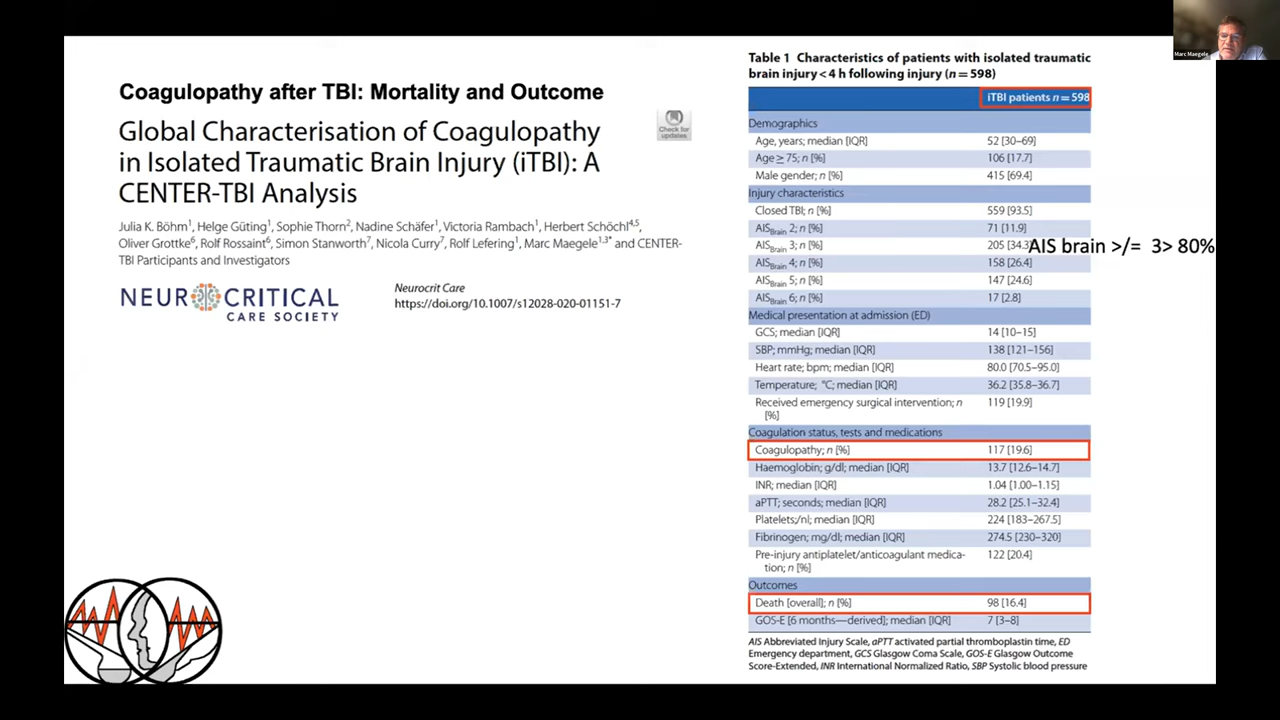 Marc Maegele
Coagulopathy after TBI: Mortality and Outcome
Global Characterisation of Coagulopathy
in Isolated Traumatic Brain Injury (iTBI): A
CENTER-TBI Analysis
Check for
updates
Julia K. Böhm1, Helge Güting1, Sophie Thorn2, Nadine Schäfer1, Victoria Rambach1, Herbert Schöchl4,5,
Oliver Grottke6, Rolf Rossaint6, Simon Stanworth7, Nicola Curry7, Rolf Lefering1, Marc Maegele1,3* and CENTER-
TBI Participants and Investigators
NEUROCRITICAL
CARE SOCIETY
Neurocrit Care
https://doi.org/10.1007/s12028-020-01151-7
Table 1 Characteristics of patients with isolated traumatic
brain injury < 4 h following injury (n = 598)
iTBI patients n = 598
Demographics
Age, years; median [IQR] 52 [30–69]
Age ≥ 75; n [%] 106 [17.7]
Male gender; n [%] 415 [69.4]
Injury characteristics
Closed TBI; n [%] 559 [93.5]
AISBrain 2; n [%] 71 [11.9]
AISBrain 3; n [%] 205 [34.3]
AIS brain >/= 3> 80%
AISBrain 4; n [%] 158 [26.4]
AISBrain 5; n [%] 147 [24.6]
AISBrain 6; n [%] 17 [2.8]
Medical presentation at admission (ED)
GCS; median [IQR] 14 [10–15]
SBP; mmHg; median [IQR] 138 [121–156]
Heart rate; bpm; median [IQR] 80.0 [70.5–95.0]
Temperature; °C; median [IQR] 36.2 [35.8–36.7]
Received emergency surgical intervention; n 119 [19.9]
[%]
Coagulation status, tests and medications
Coagulopathy; n [%] 117 [19.6]
Haemoglobin; g/dl; median [IQR] 13.7 [12.6–14.7]
INR; median [IQR] 1.04 [1.00–1.15]
aPTT; seconds; median [IQR] 28.2 [25.1–32.4]
Platelets;/nl; median [IQR] 224 [183–267.5]
Fibrinogen; mg/dl; median [IQR] 274.5 [230–320]
Pre-injury antiplatelet/anticoagulant medica- 122 [20.4]
tion; n [%]
Outcomes
Death [overall]; n [%] 98 [16.4]
GOS-E [6 months—derived]; median [IQR] 7 [3–8]
AIS Abbreviated Injury Scale, aPTT activated partial thromboplastin time, ED
Emergency department, GCS Glasgow Coma Scale, GOS-E Glasgow Outcome
Score-Extended, INR International Normalized Ratio, SBP Systolic blood pressure